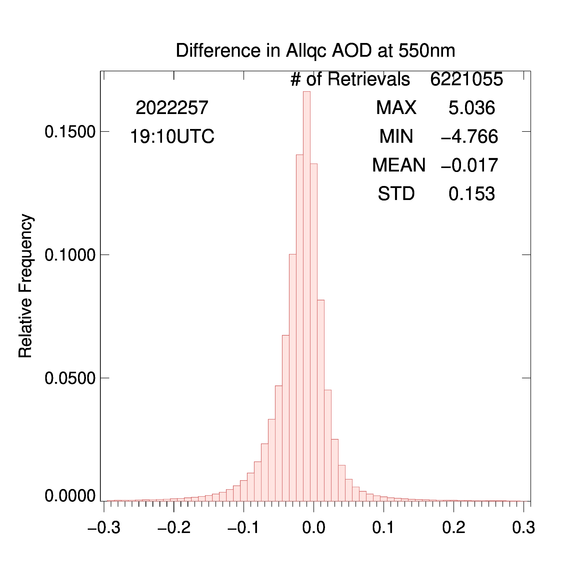 Difference in Allqc AOD at 550nm
# of Retrievals 6221055
2022257 MAX 5.036
19:10UTC MIN −4.766
MEAN −0.017
STD 0.153
0.1500
0.1000
0.0500
0.0000
Relative Frequency
−0.3 −0.2 −0.1 0.0 0.1 0.2 0.3